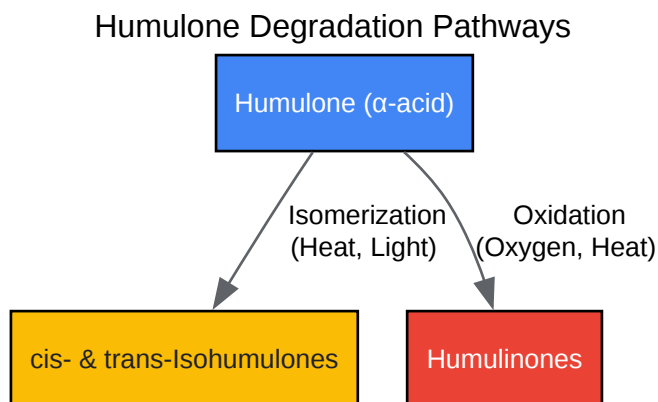 Humulone Degradation Pathways
Humulone (α-acid)
Isomerization
(Heat, Light)
Oxidation
(Oxygen, Heat)
cis- & trans-Isohumulones
Humulinones